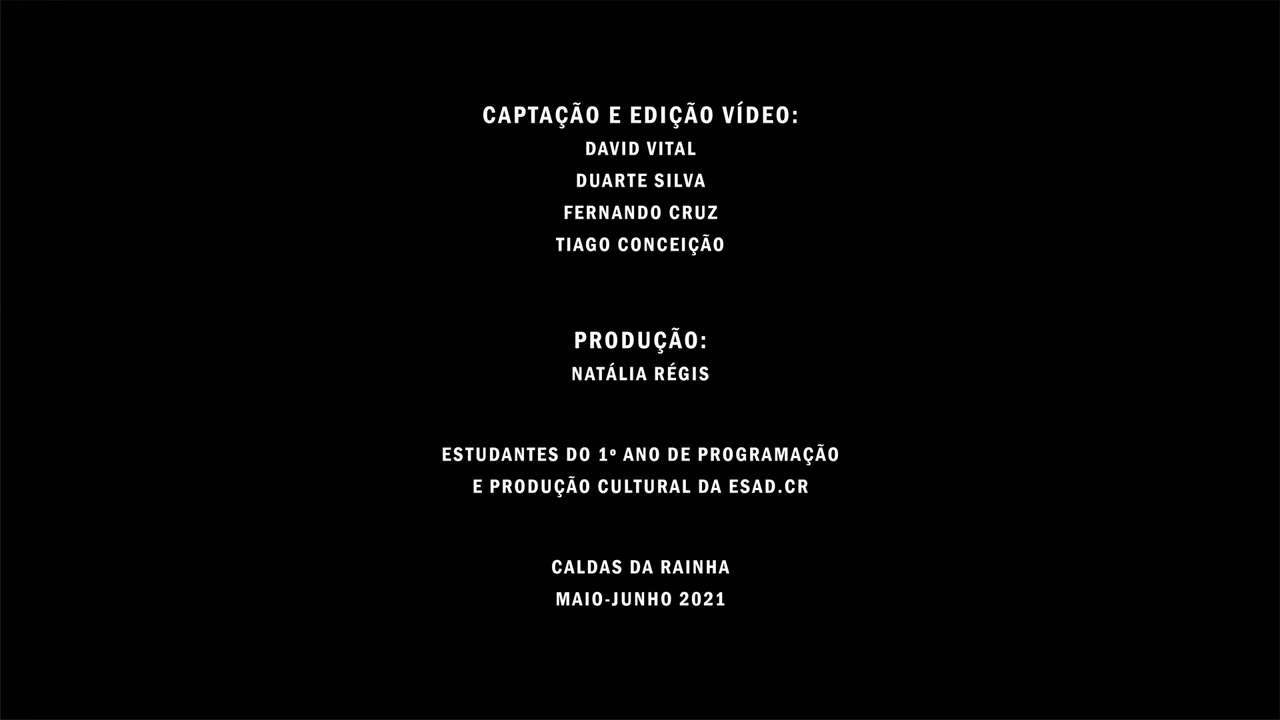 CAPTAÇÃO E EDIÇÃO VÍDEO:
DAVID VITAL
DUARTE SILVA
FERNANDO CRUZ
TIAGO CONCEIÇÃO
PRODUÇÃO:
NATÁLIA RÉGIS
ESTUDANTES DO 1º ANO DE PROGRAMAÇÃO
E PRODUÇÃO CULTURAL DA ESAD.CR
CALDAS DA RAINHA
MAIO-JUNHO 2021